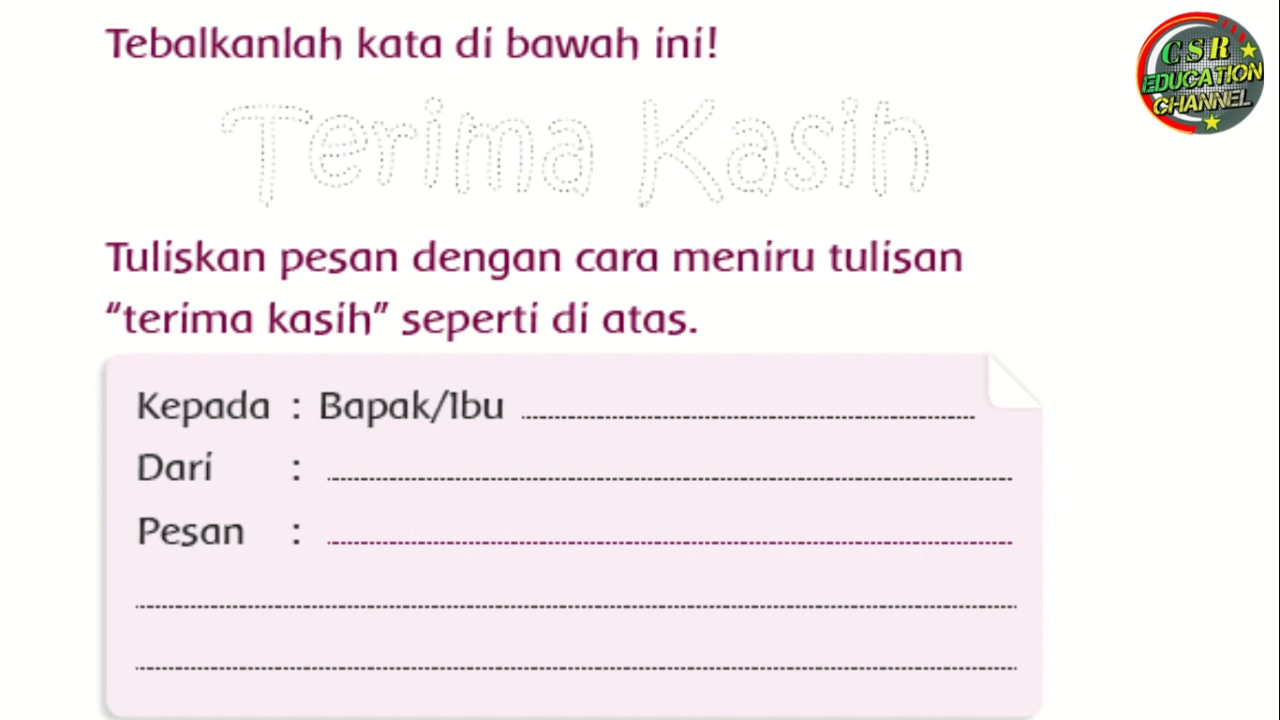 Tebalkanlah kata di bawah ini!
CSR
EDUCATION
CHANNEL
Terima Kasih
Tuliskan pesan dengan cara meniru tulisan
“terima kasih” seperti di atas.
Kepada : Bapak/Ibu
Dari :
Pesan :